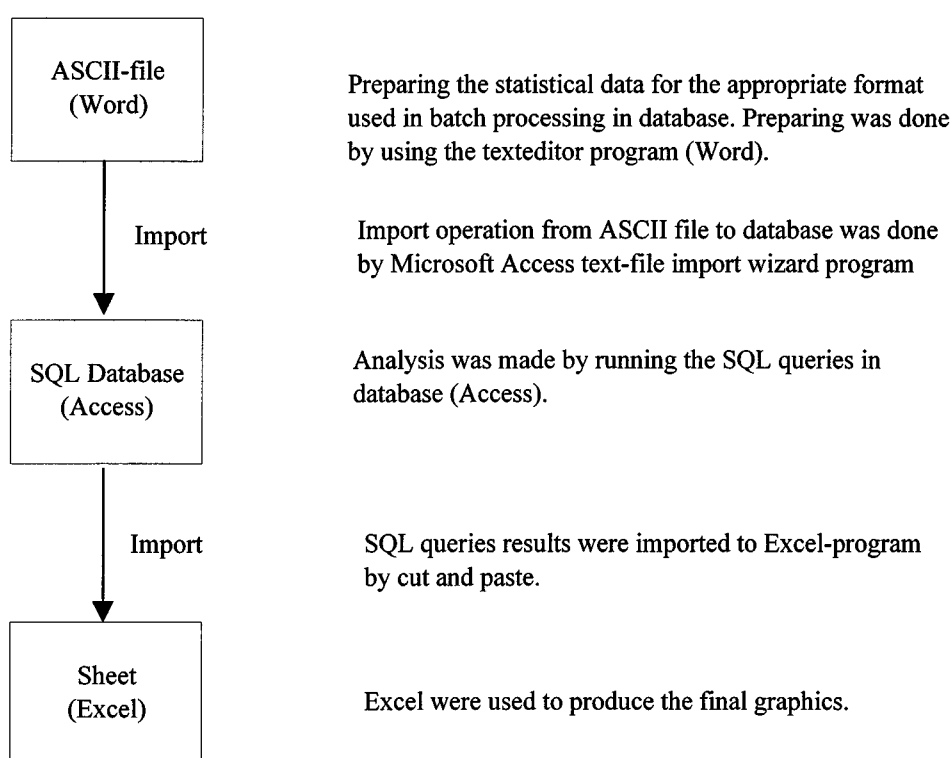 ASCII-file
(Word)
Preparing the statistical data for the appropriate format
used in batch processing in database. Preparing was done
by using the texteditor program (Word).
Import
Import operation from ASCII file to database was done
by Microsoft Access text-file import wizard program
SQL Database
(Access)
Analysis was made by running the SQL queries in
database (Access).
Import
SQL queries results were imported to Excel-program
by cut and paste.
Sheet
(Excel)
Excel were used to produce the final graphics.